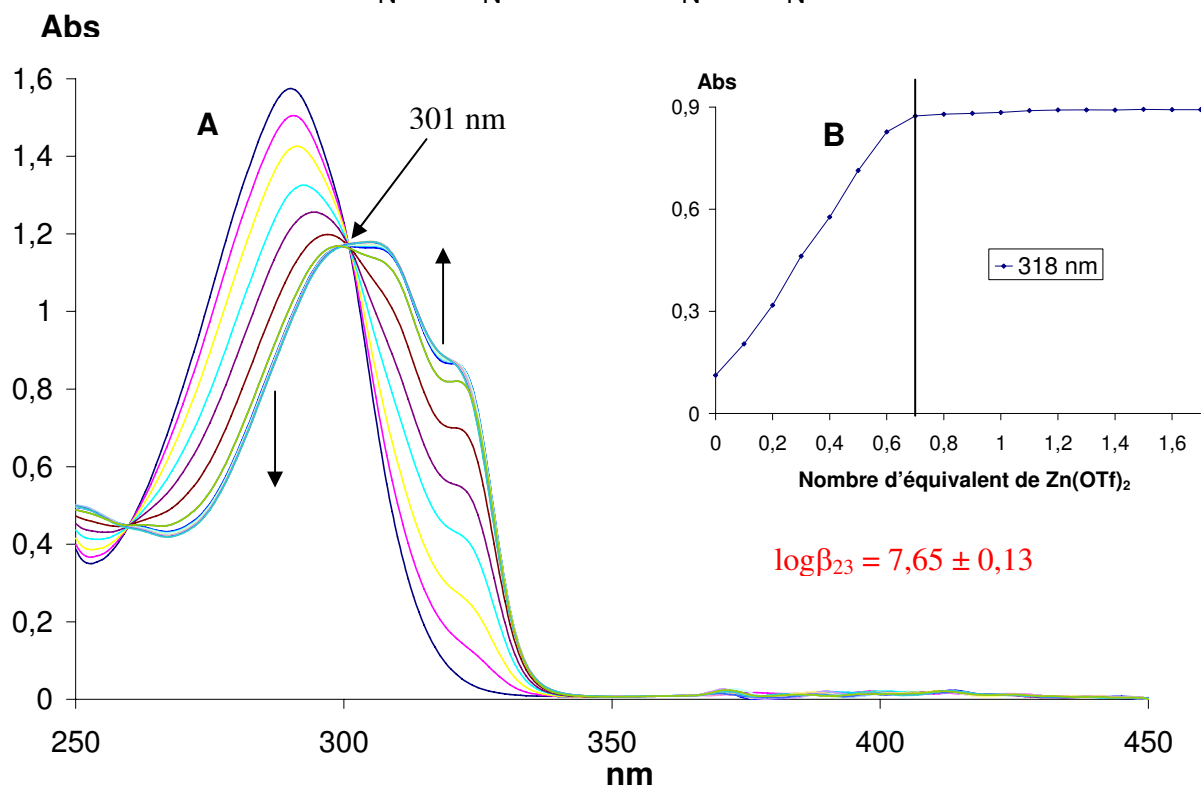 N N N N
Abs
1,6
1,4
1,2
1
0,8
0,6
0,4
0,2
0
A
301 nm
250 300 350 400 450
nm
Abs
0,9
0,6
0,3
0
B
318 nm
0 0,2 0,4 0,6 0,8 1 1,2 1,4 1,6
Nombre d'équivalent de Zn(OTf)₂
logβ₂₃ = 7,65 ± 0,13